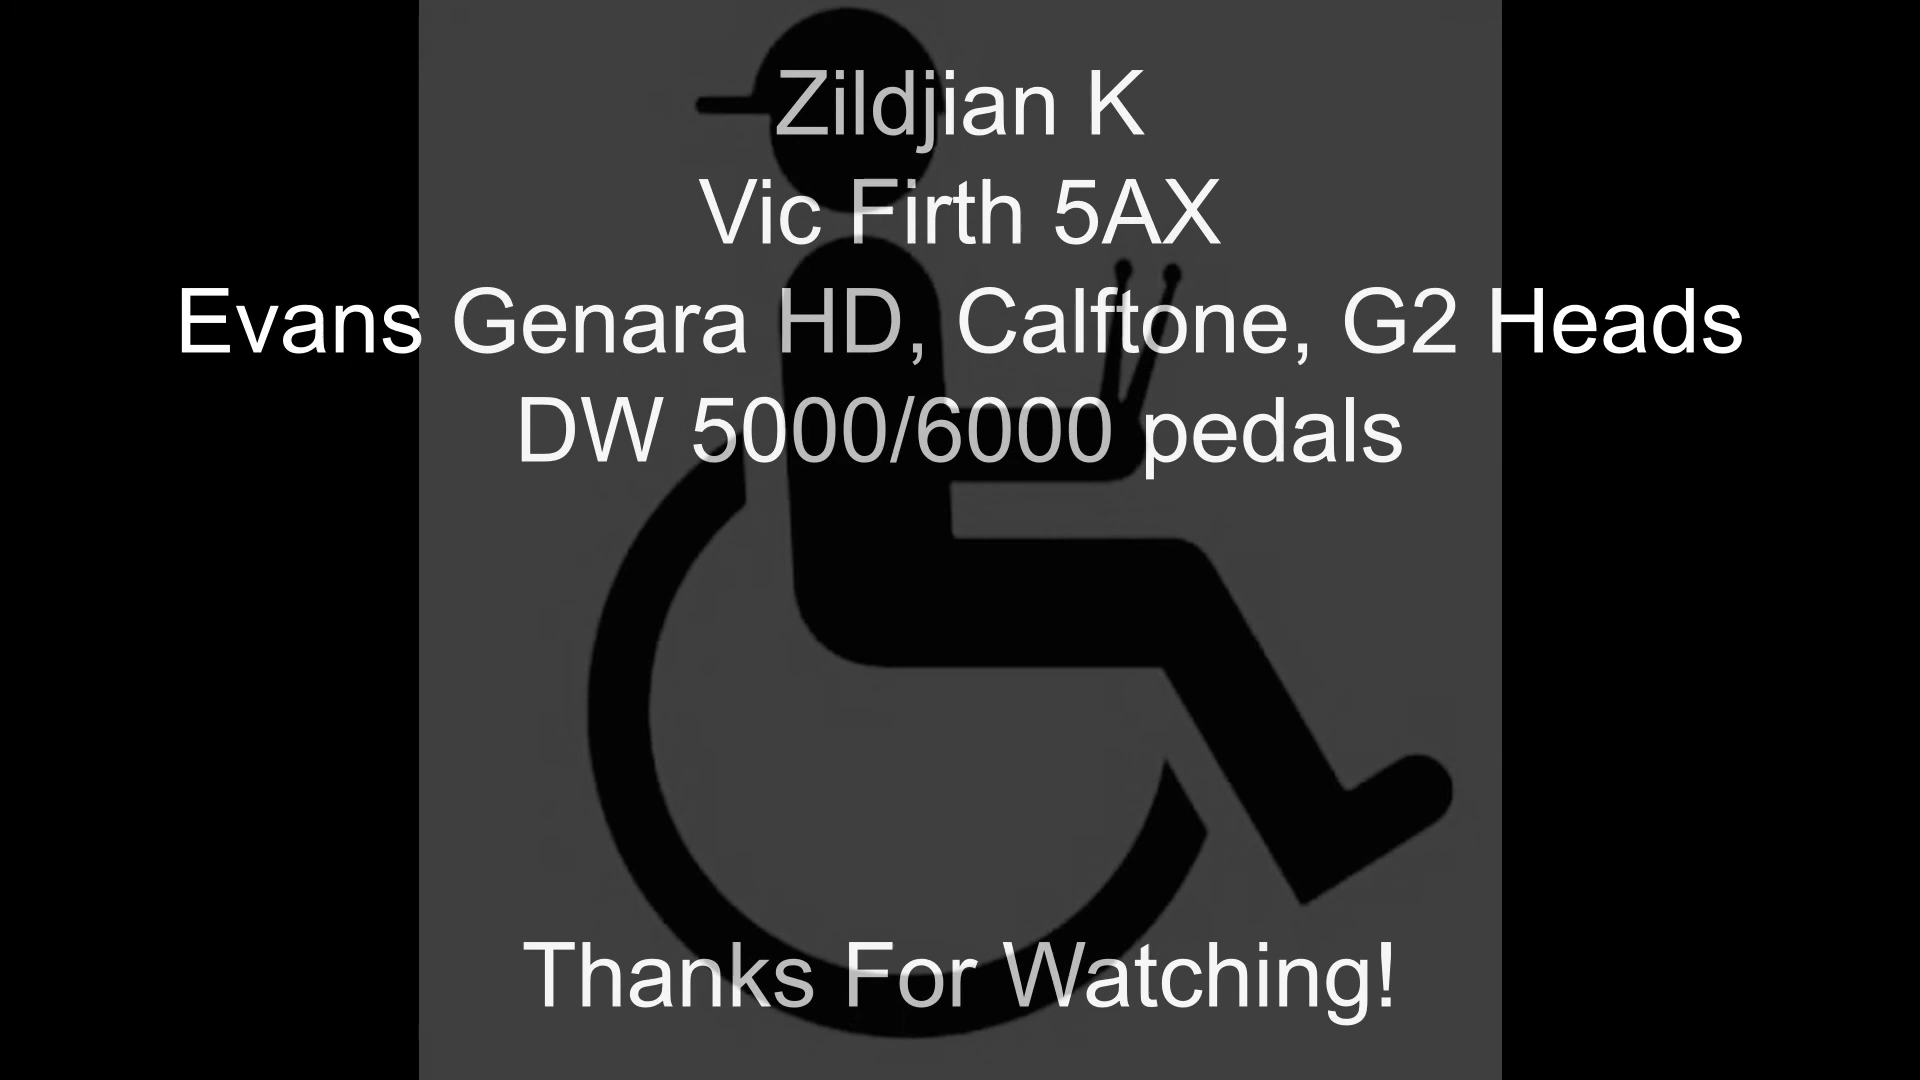 Zildjian K
Vic Firth 5AX
Evans Genara HD, Calftone, G2 Heads
DW 5000/6000 pedals
Thanks For Watching!